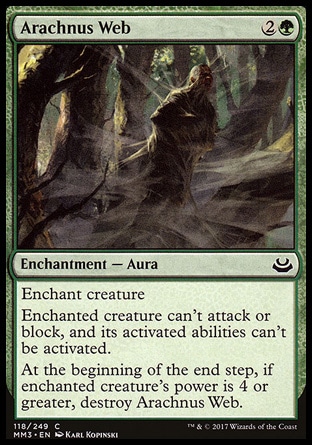 Arachnus Web 2
Enchantment — Aura
Enchant creature
Enchanted creature can't attack or
block, and its activated abilities can't
be activated.
At the beginning of the end step, if
enchanted creature's power is 4 or
greater, destroy Arachnus Web.
118/249 C
MM3 • EN Karl Kopinski ™ & © 2017 Wizards of the Coast